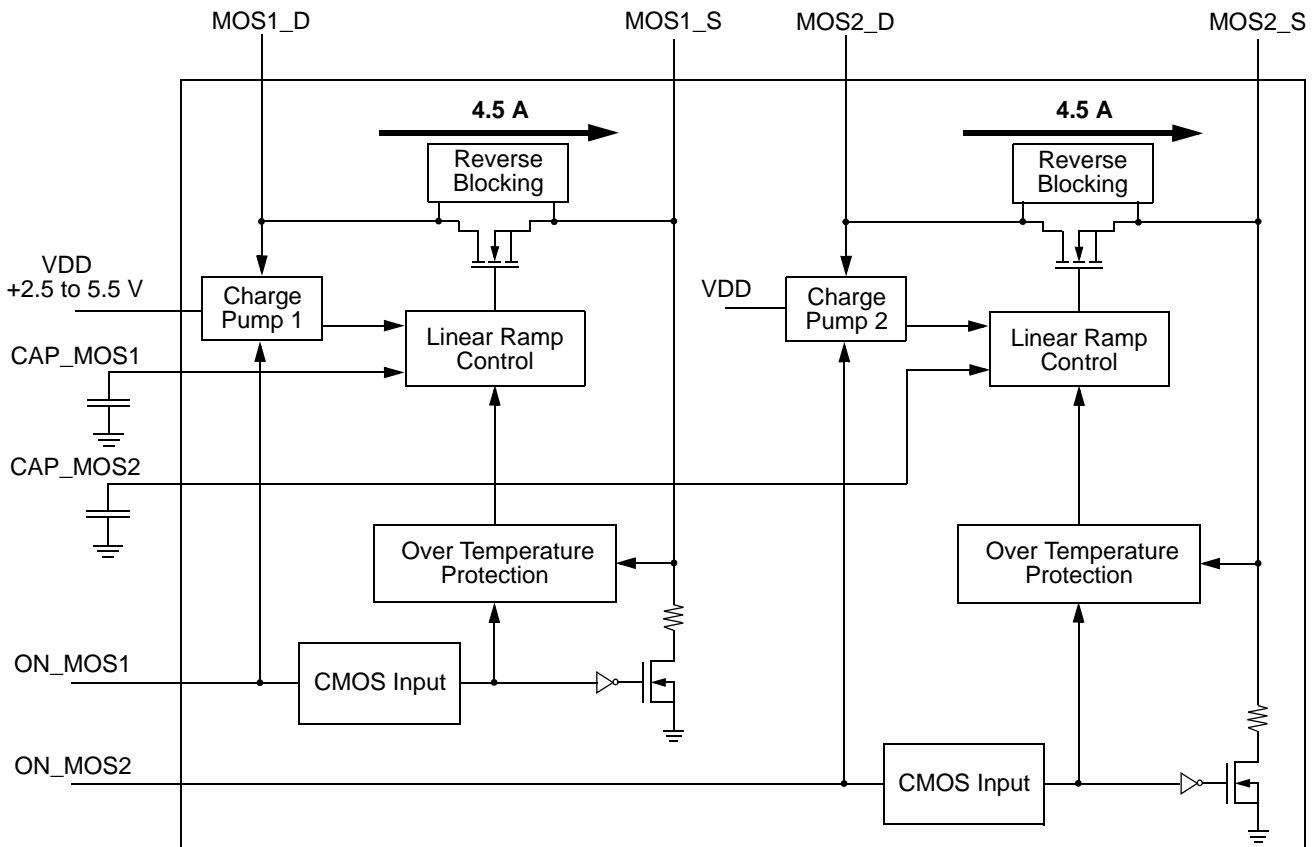 MOS1_D
MOS1_S
MOS2_D
MOS2_S
4.5 A
4.5 A
Reverse
Blocking
Reverse
Blocking
VDD
+2.5 to 5.5 V
Charge
Pump 1
Linear Ramp
Control
VDD
Charge
Pump 2
Linear Ramp
Control
CAP_MOS1
CAP_MOS2
Over Temperature
Protection
Over Temperature
Protection
ON_MOS1
CMOS Input
ON_MOS2
CMOS Input